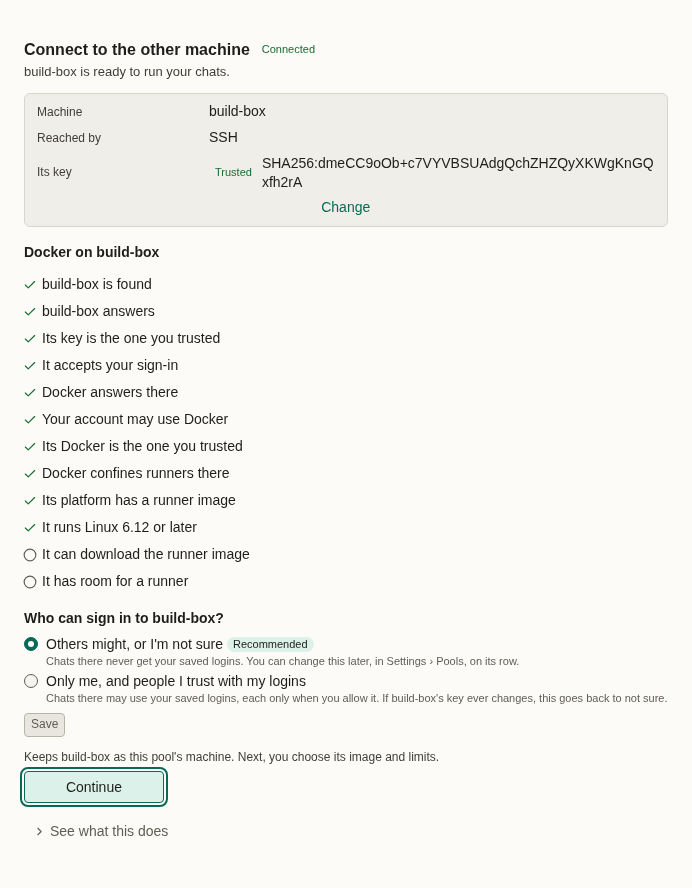 Connect to the other machine Connected
build-box is ready to run your chats.
Machine build-box
Reached by SSH
Its key Trusted SHA256:dmeCC9oOb+c7VYVBSUAdgQchZHZQyXKWgKnGQ
xfh2rA
Change
Docker on build-box
build-box is found
build-box answers
Its key is the one you trusted
It accepts your sign-in
Docker answers there
Your account may use Docker
Its Docker is the one you trusted
Docker confines runners there
Its platform has a runner image
It runs Linux 6.12 or later
It can download the runner image
It has room for a runner
Who can sign in to build-box?
Others might, or I'm not sure Recommended
Chats there never get your saved logins. You can change this later, in Settings › Pools, on its row.
Only me, and people I trust with my logins
Chats there may use your saved logins, each only when you allow it. If build-box's key ever changes, this goes back to not sure.
Save
Keeps build-box as this pool's machine. Next, you choose its image and limits.
Continue
See what this does